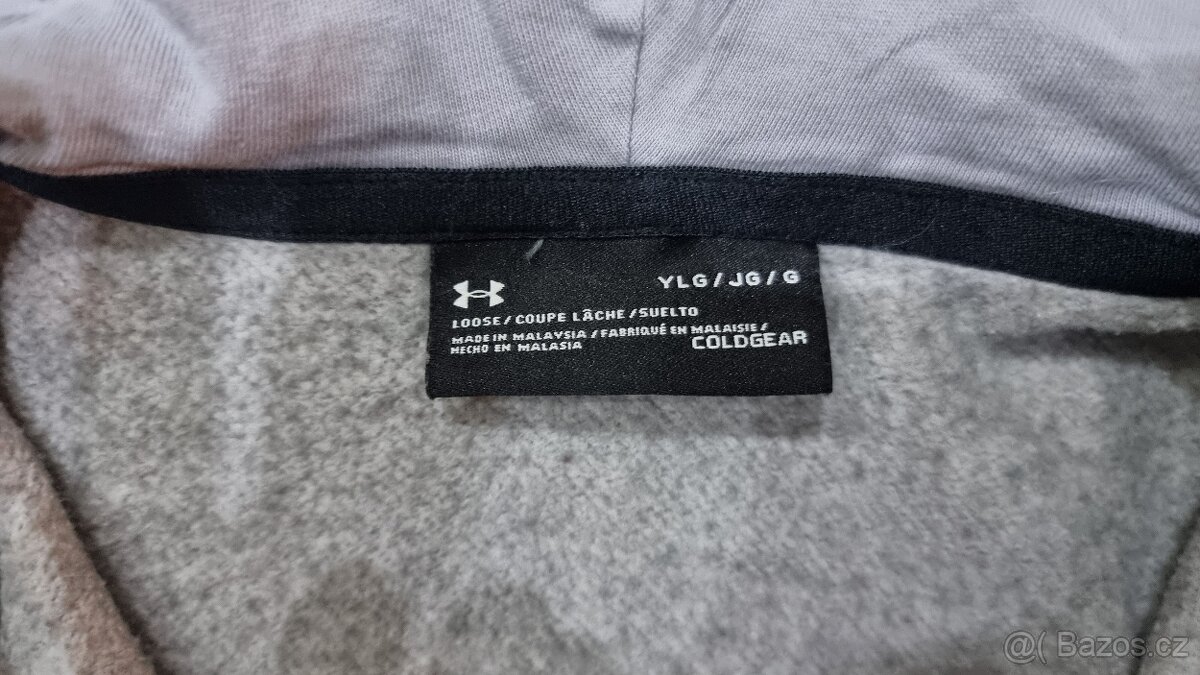 YLG/JG/G
LOOSE/COUPE LÂCHE/SUELTO
MADE IN MALAYSIA/FABRIQUÉ EN MALAISIE/
HECHO EN MALASIA
COLDGEAR
@( Bazos.cz